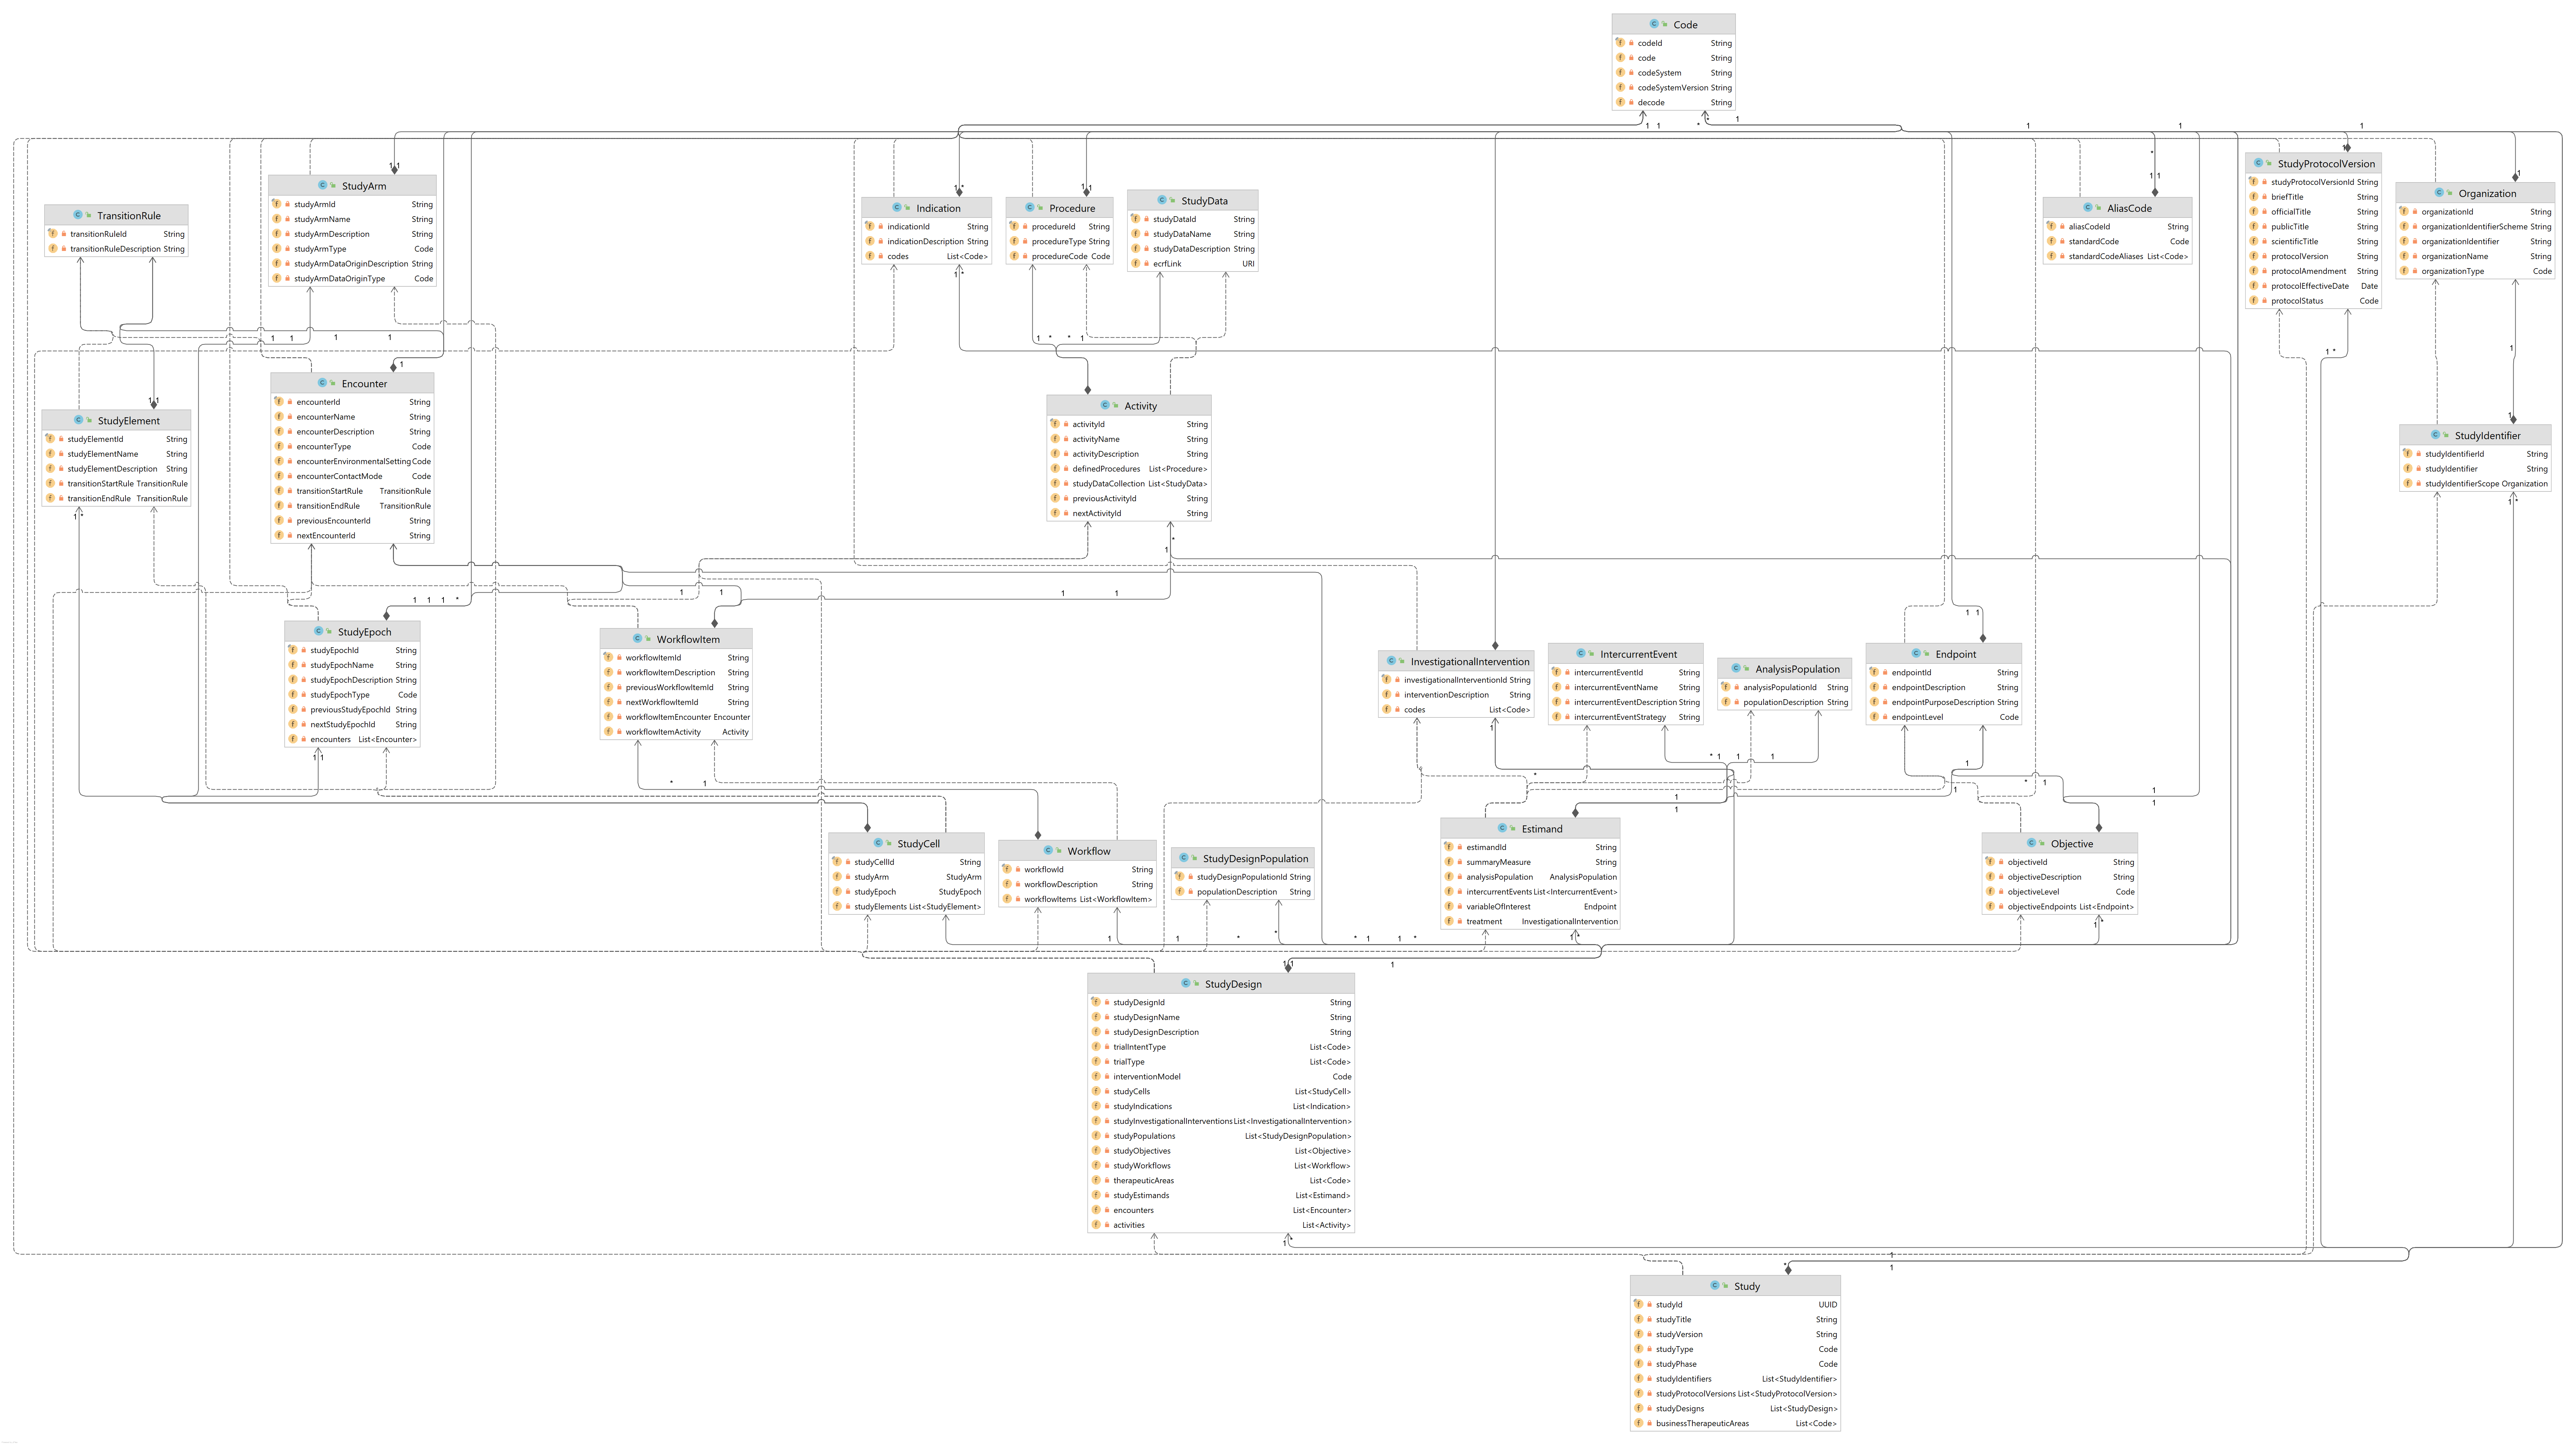 Code
codeId String
code String
codeSystem String
codeSystemVersion String
decode String
StudyProtocolVersion
studyProtocolVersionId String
briefTitle String
officialTitle String
publicTitle String
scientificTitle String
protocolVersion String
protocolAmendment String
protocolEffectiveDate Date
protocolStatus Code
StudyArm
studyArmId String
studyArmName String
studyArmDescription String
studyArmType Code
studyArmDataOriginDescription String
studyArmDataOriginType Code
Organization
organizationId String
organizationIdentifierScheme String
organizationIdentifier String
organizationName String
organizationType Code
StudyData
studyDataId String
studyDataName String
studyDataDescription String
ecrfLink URI
Indication
indicationId String
indicationDescription String
codes List<Code>
Procedure
procedureId String
procedureType String
procedureCode Code
AliasCode
aliasCodeId String
standardCode Code
standardCodeAliases List<Code>
TransitionRule
transitionRuleId String
transitionRuleDescription String
Encounter
encounterId String
encounterName String
encounterDescription String
encounterType Code
encounterEnvironmentalSetting Code
encounterContactMode Code
transitionStartRule TransitionRule
transitionEndRule TransitionRule
previousEncounterId String
nextEncounterId String
Activity
activityId String
activityName String
activityDescription String
definedProcedures List<Procedure>
studyDataCollection List<StudyData>
previousActivityId String
nextActivityId String
StudyElement
studyElementId String
studyElementName String
studyElementDescription String
transitionStartRule TransitionRule
transitionEndRule TransitionRule
StudyIdentifier
studyIdentifierId String
studyIdentifier String
studyIdentifierScope Organization
StudyEpoch
studyEpochId String
studyEpochName String
studyEpochDescription String
studyEpochType Code
previousStudyEpochId String
nextStudyEpochId String
encounters List<Encounter>
WorkflowItem
workflowItemId String
workflowItemDescription String
previousWorkflowItemId String
nextWorkflowItemId String
workflowItemEncounter Encounter
workflowItemActivity Activity
InvestigationalIntervention
investigationalInterventionId String
interventionDescription String
codes List<Code>
IntercurrentEvent
intercurrentEventId String
intercurrentEventName String
intercurrentEventDescription String
intercurrentEventStrategy String
AnalysisPopulation
analysisPopulationId String
populationDescription String
Endpoint
endpointId String
endpointDescription String
endpointPurposeDescription String
endpointLevel Code
StudyCell
studyCellId String
studyArm StudyArm
studyEpoch StudyEpoch
studyElements List<StudyElement>
Workflow
workflowId String
workflowDescription String
workflowItems List<WorkflowItem>
StudyDesignPopulation
studyDesignPopulationId String
populationDescription String
Estimand
estimandId String
summaryMeasure String
analysisPopulation AnalysisPopulation
intercurrentEvents List<IntercurrentEvent>
variableOfInterest Endpoint
treatment InvestigationalIntervention
Objective
objectiveId String
objectiveDescription String
objectiveLevel Code
objectiveEndpoints List<Endpoint>
StudyDesign
studyDesignId String
studyDesignName String
studyDesignDescription String
trialIntentType List<Code>
trialType List<Code>
interventionModel Code
studyCells List<StudyCell>
studyIndications List<Indication>
studyInvestigationalInterventions List<InvestigationalIntervention>
studyPopulations List<StudyDesignPopulation>
studyObjectives List<Objective>
studyWorkflows List<Workflow>
therapeuticAreas List<Code>
studyEstimands List<Estimand>
encounters List<Encounter>
activities List<Activity>
Study
studyId UUID
studyTitle String
studyVersion String
studyType Code
studyPhase Code
studyIdentifiers List<StudyIdentifier>
studyProtocolVersions List<StudyProtocolVersion>
studyDesigns List<StudyDesign>
businessTherapeuticAreas List<Code>